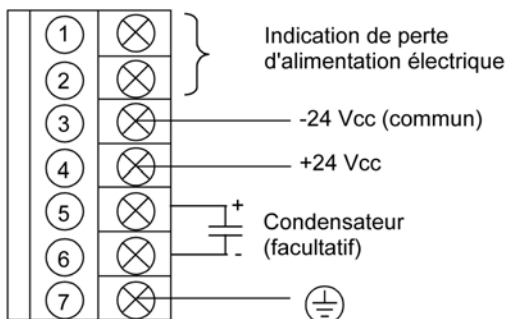 1
Indication de perte
d'alimentation électrique
2
3
-24 Vcc (commun)
4
+24 Vcc
5
+
Condensateur
(facultatif)
6
-
7